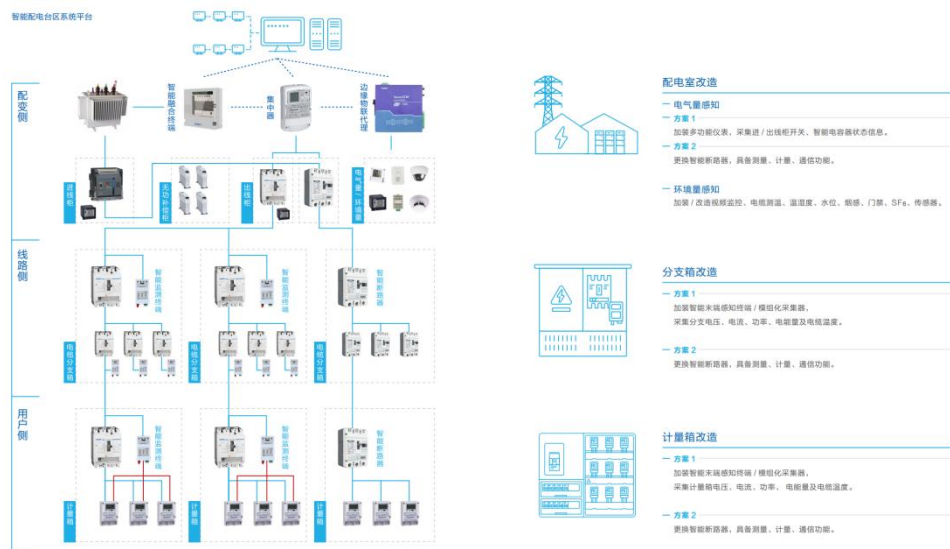 智能配电台区系统平台
配变侧
智能融合终端
集中器
边缘物联代理
进线柜
无功补偿柜
出线柜
电气量/环境量
线路侧
智能监测终端
智能监测终端
智能断路器
电缆分支箱
电缆分支箱
电缆分支箱
用户侧
智能监测终端
智能监测终端
智能断路器
计量箱
计量箱
计量箱
配电室改造
电气量感知
方案 1
加装多功能仪表，采集进 / 出线柜开关、智能电容器状态信息。
方案 2
更换智能断路器，具备测量、计量、通信功能。
环境量感知
加装 / 改造视频监控、电缆测温、温湿度、水位、烟感、门禁、SF₆、传感器。
分支箱改造
方案 1
加装智能末端感知终端 / 模组化采集器，
采集分支电压、电流、功率、电能量及电缆温度。
方案 2
更换智能断路器，具备测量、计量、通信功能。
计量箱改造
方案 1
加装智能末端感知终端 / 模组化采集器，
采集计量箱电压、电流、功率、 电能量及电缆温度。
方案 2
更换智能断路器，具备测量、计量、通信功能。